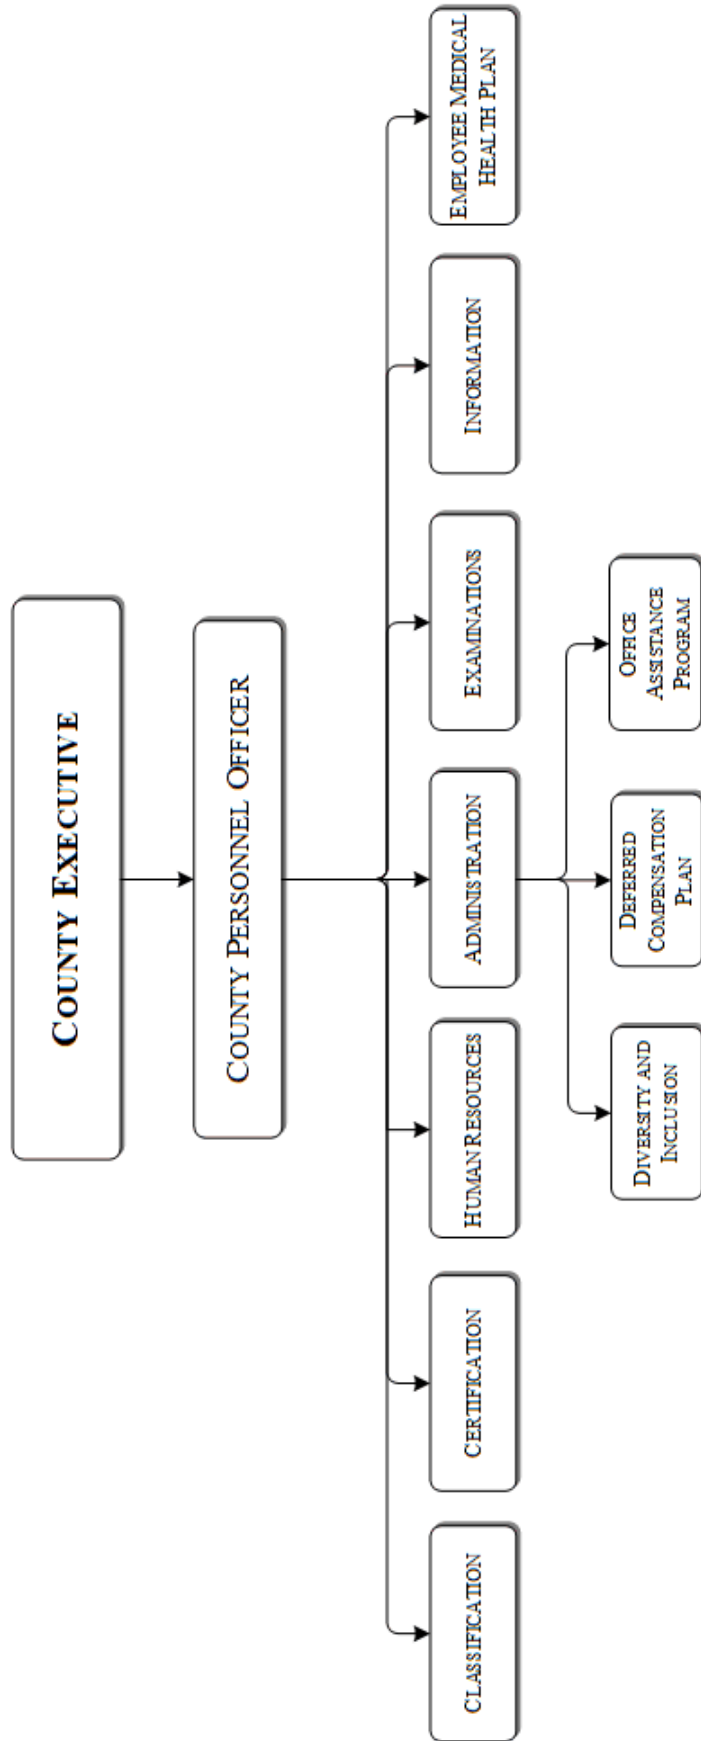 COUNTY EXECUTIVE
COUNTY PERSONNEL OFFICER
CLASSIFICATION
CERTIFICATION
HUMAN RESOURCES
ADMINISTRATION
EXAMINATIONS
INFORMATION
EMPLOYEE MEDICAL
HEALTH PLAN
DIVERSITY AND
INCLUSION
DEFERRED
COMPENSATION
PLAN
OFFICE
ASSISTANCE
PROGRAM